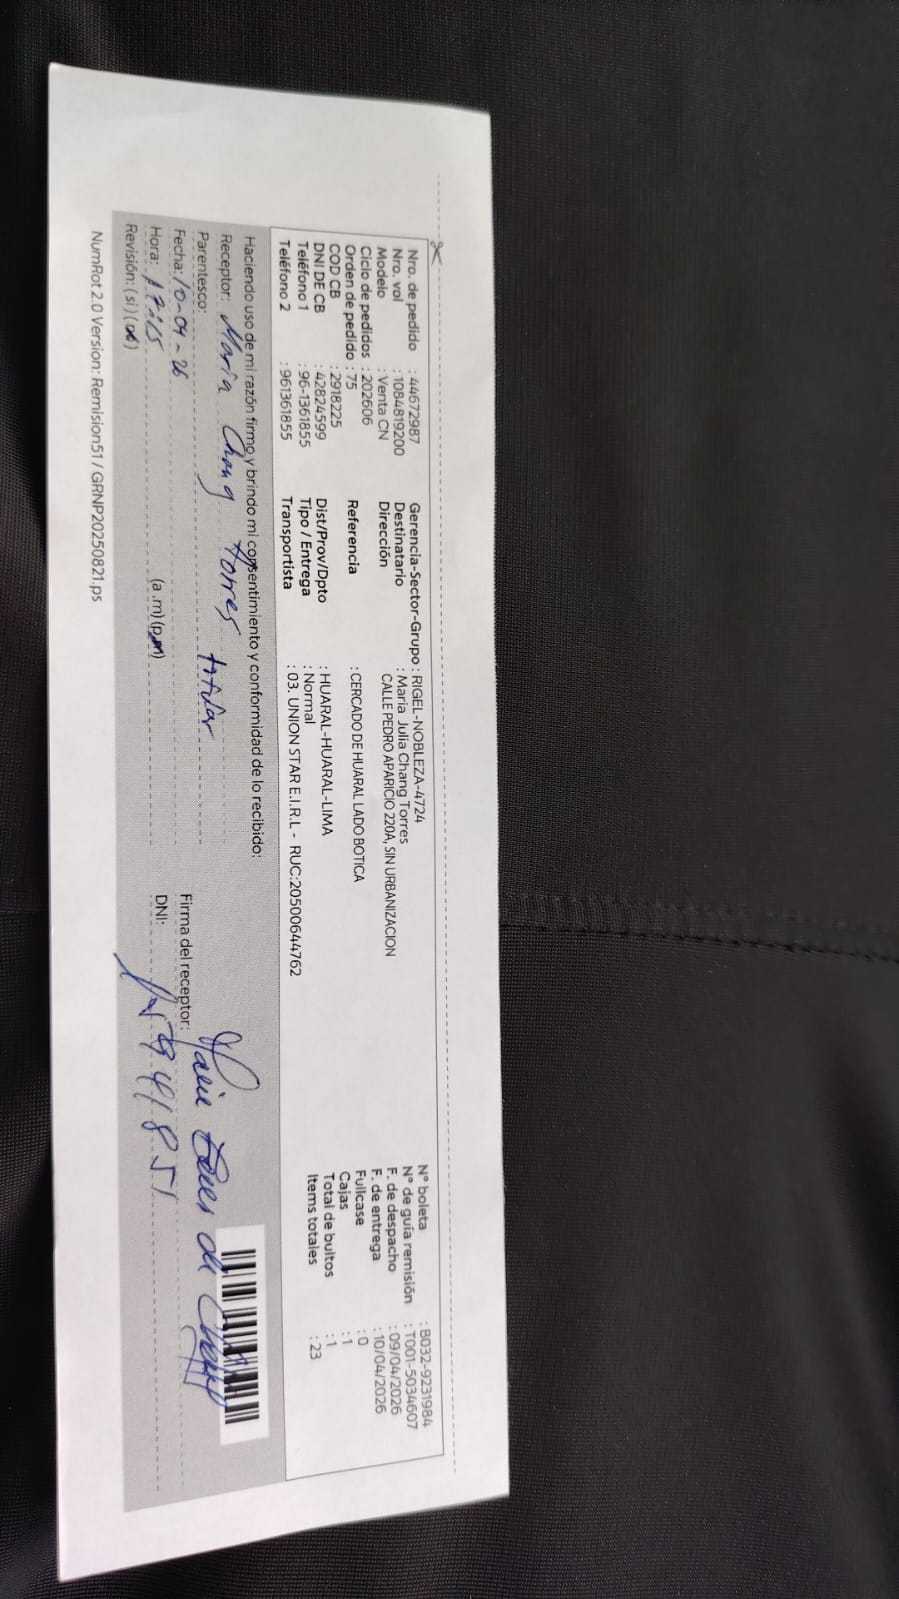 Nro. de pedido : 44672987 Gerencia-Sector-Grupo : RIGEL-NOBLEZA-4724 N° boleta : B032-9231984
Nro. vol : 1084819200 Destinatario : Maria Julia Chang Torres N° de guía remisión : T001-5034607
Modelo : Venta CN Dirección CALLE PEDRO APARICIO 220A, SIN URBANIZACION F. de despacho : 09/04/2026
Ciclo de pedidos : 202606 F. de entrega : 10/04/2026
Orden de pedido : 75 Referencia : CERCADO DE HUARAL LADO BOTICA Fullcase : 0
COD CB : 2918225 Cajas : 1
DNI DE CB : 42824599 Dist/Prov/Dpto : HUARAL-HUARAL-LIMA Total de bultos : 1
Teléfono 1 : 96-1361855 Tipo / Entrega : Normal Items totales : 23
Teléfono 2 : 961361855 Transportista : 03. UNION STAR E.I.R.L - RUC:20500644762
Haciendo uso de mi razón firmo y brindo mi consentimiento y conformidad de lo recibido:
Receptor: Maria Chang Torres
Parentesco: titular
Fecha: 10-04-26 Firma del receptor: Maria de Chang
Hora: 17:15 (a.m) (p.m) DNI:
Revisión: (si) (no)
NumRot 2.0 Version: Remision51 / GRNP20250821.ps